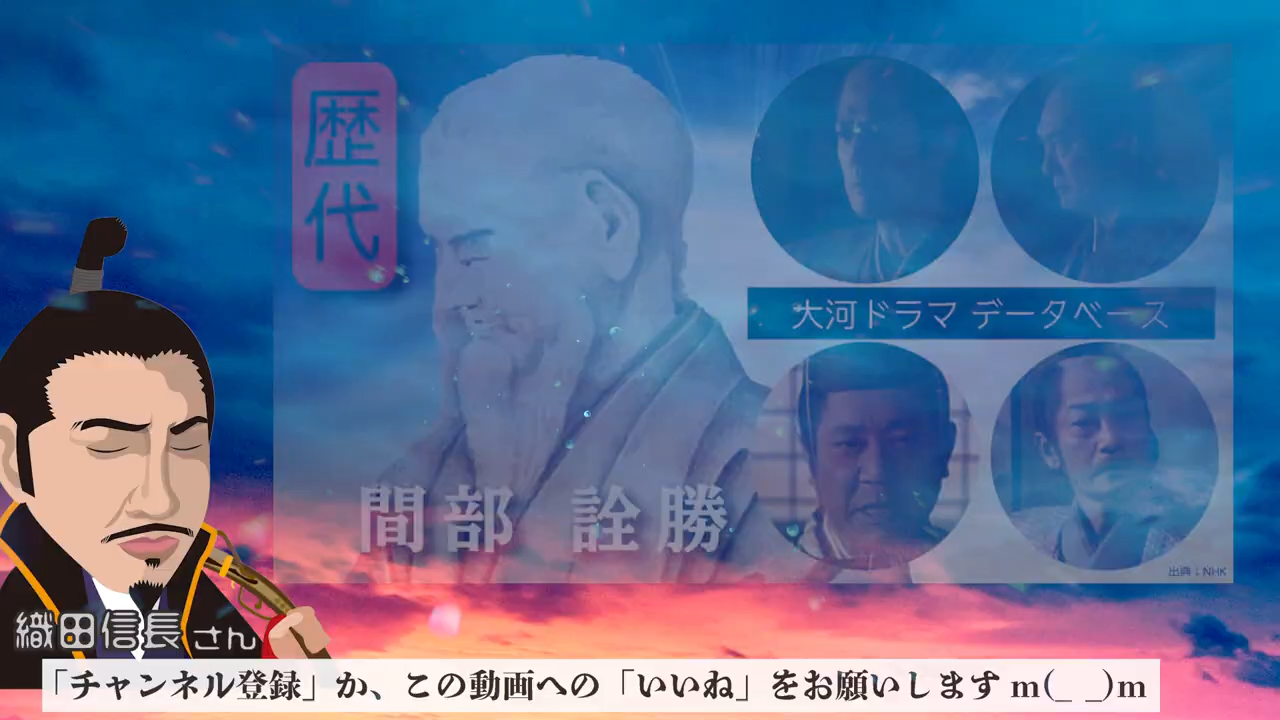 歴代
大河ドラマ データベース
間部 詮勝
出典:NHK
織田信長さん
「チャンネル登録」か、この動画への「いいね」をお願いします m(_ _)m